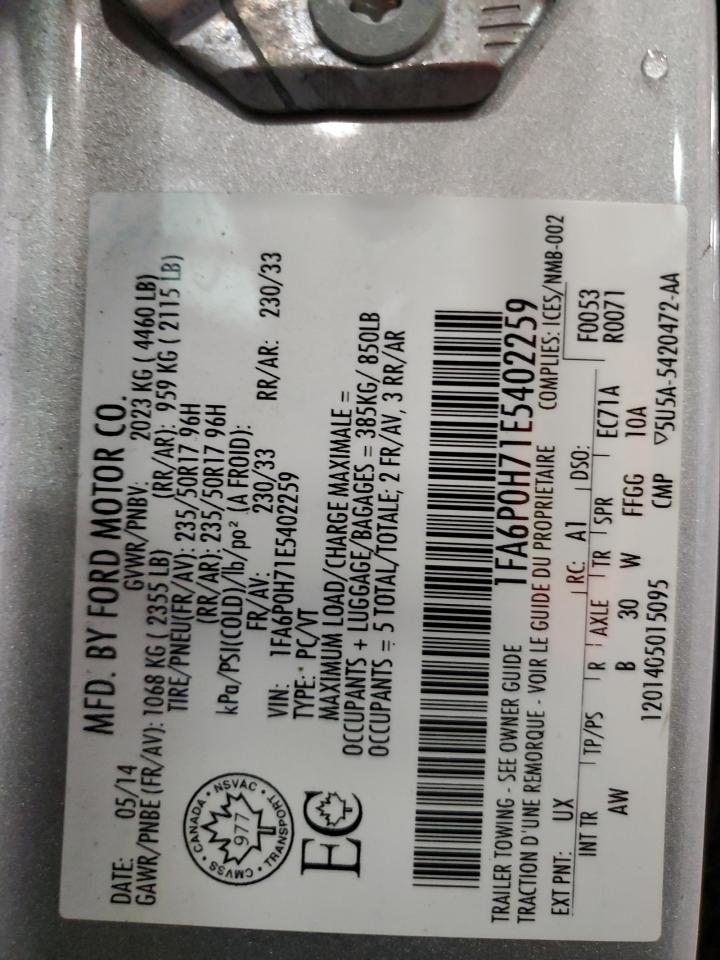 MFD. BY FORD MOTOR CO.
DATE: 05/14 GVWR/PNBV: 2023 KG ( 4460 LB)
GAWR/PNBE (FR/AV): 1068 KG ( 2355 LB) (RR/AR): 959 KG ( 2115 LB)
TIRE/PNEU(FR/AV): 235/50R17 96H
(RR/AR): 235/50R17 96H
kPa/PSI(COLD)/lb/po² (A FROID):
FR/AV: 230/33 RR/AR: 230/33
VIN: 1FA6P0H71E5402259
TYPE: PC/VT
MAXIMUM LOAD/CHARGE MAXIMALE =
OCCUPANTS + LUGGAGE/BAGAGES = 385KG/ 850LB
OCCUPANTS = 5 TOTAL/TOTALE; 2 FR/AV, 3 RR/AR
CANADA • NSVAC • TRANSPORT • CMVSS •
977
EC
1FA6P0H71E5402259
TRAILER TOWING - SEE OWNER GUIDE
TRACTION D'UNE REMORQUE - VOIR LE GUIDE DU PROPRIETAIRE COMPLIES: ICES/NMB-002
EXT PNT: UX RC: A1 DSO: F0053
R0071
INT TR TP/PS R AXLE TR SPR EC71A
AW B 30 W FFGG 10A
12014G5015095 CMP ▽5U5A-5420472-AA